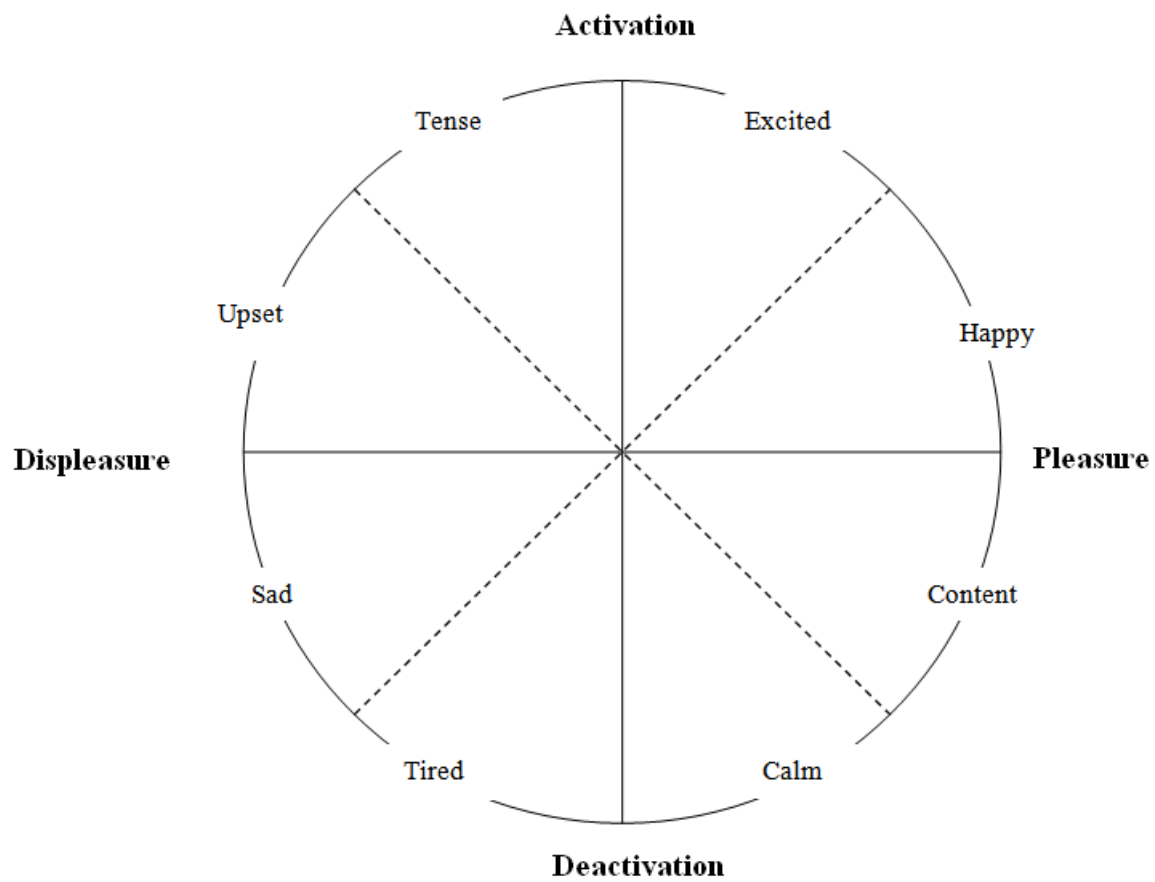 Activation
Tense
Excited
Upset
Happy
Displeasure
Pleasure
Sad
Content
Tired
Calm
Deactivation